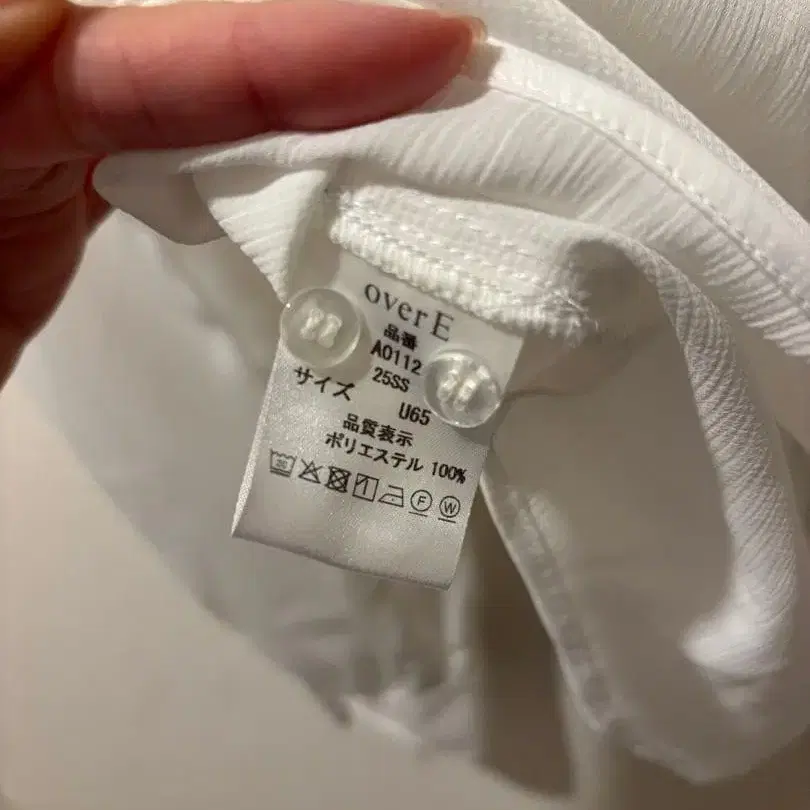 overE
品番
A0112
25SS
サイズ U65
品質表示
ポリエステル 100%
30
F W